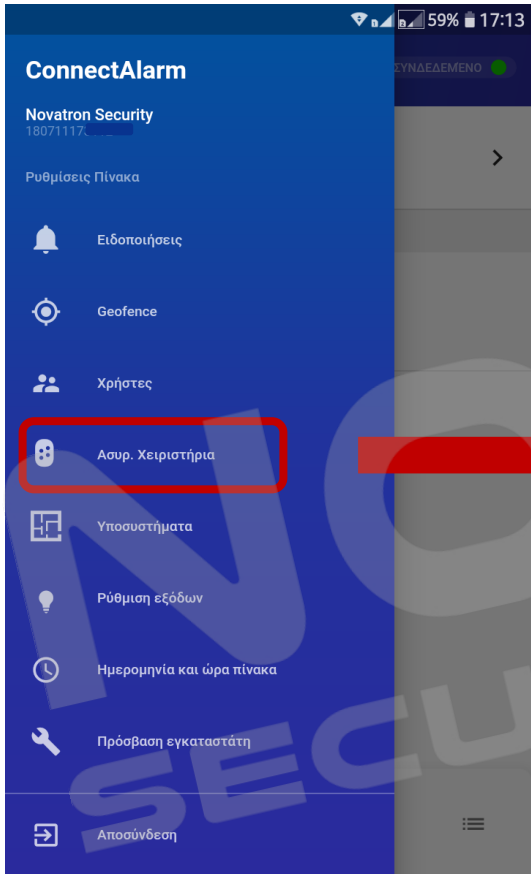 59% 17:13
ConnectAlarm
ΣΥΝΔΕΔΕΜΈΝΟ
Novatron Security
Ρυθμίσεις Πίνακα
Ειδοποιήσεις
Geofence
Χρήστες
Ασυρ. Χειριστήρια
Υποσυστήματα
Ρύθμιση εξόδων
Ημερομηνία και ώρα πίνακα
Πρόσβαση εγκαταστάτη
Αποσύνδεση